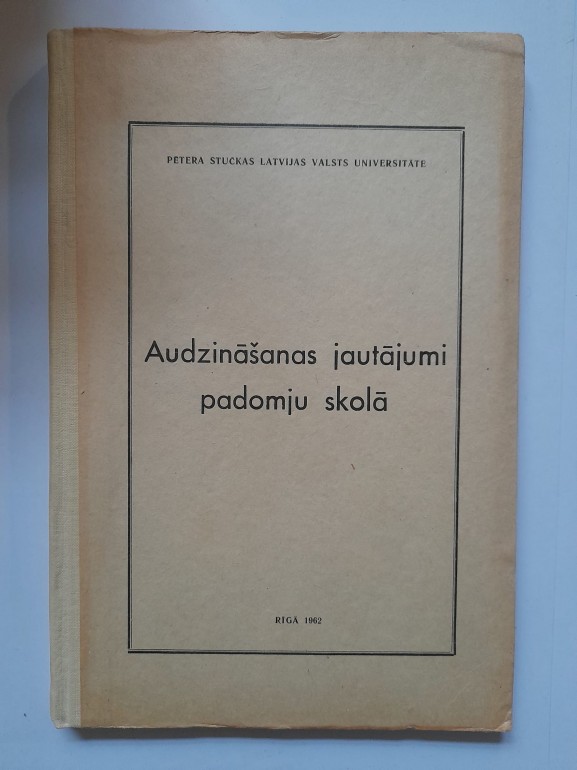 PĒTERA STUČKAS LATVIJAS VALSTS UNIVERSITĀTE
Audzināšanas jautājumi
padomju skolā
RĪGĀ 1962